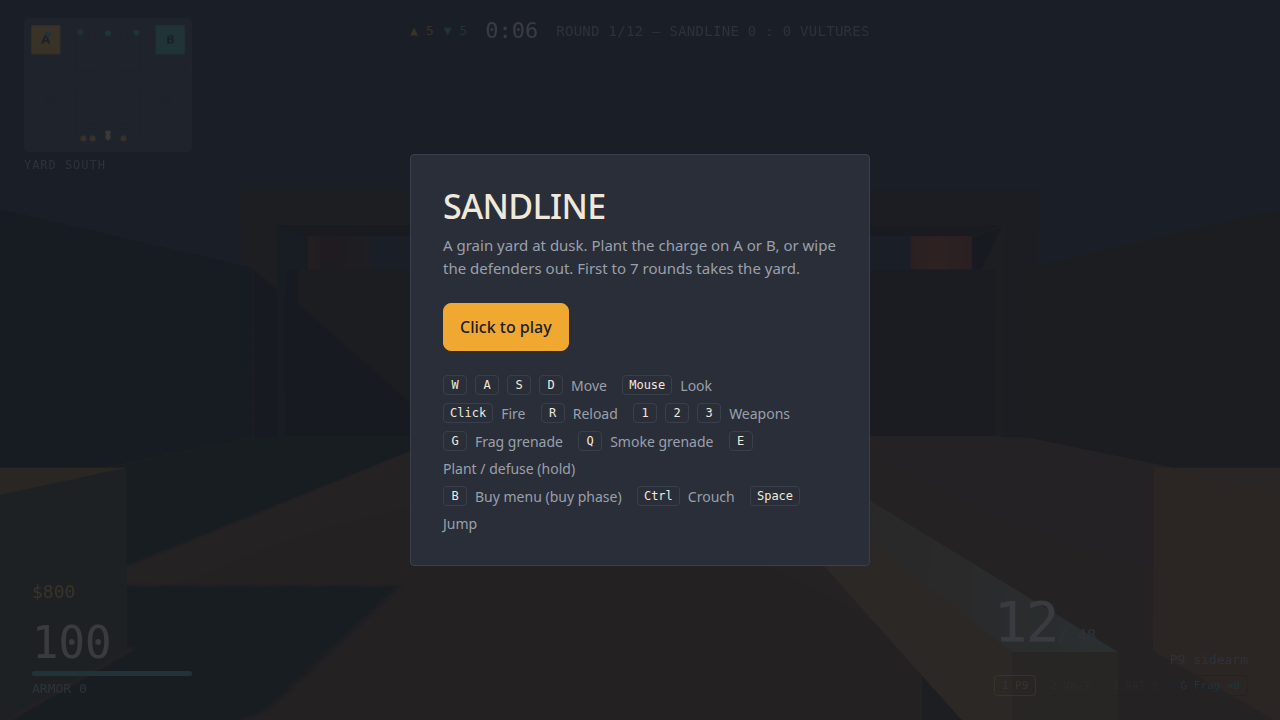 A B
▲ 5 ▼ 5 0:06 ROUND 1/12 — SANDLINE 0 : 0 VULTURES
YARD SOUTH
SANDLINE
A grain yard at dusk. Plant the charge on A or B, or wipe
the defenders out. First to 7 rounds takes the yard.
Click to play
W A S D Move Mouse Look
Click Fire R Reload 1 2 3 Weapons
G Frag grenade Q Smoke grenade E
Plant / defuse (hold)
B Buy menu (buy phase) Ctrl Crouch Space
Jump
$800
100
ARMOR 0
12
P9 sidearm
1 P9
G Frag